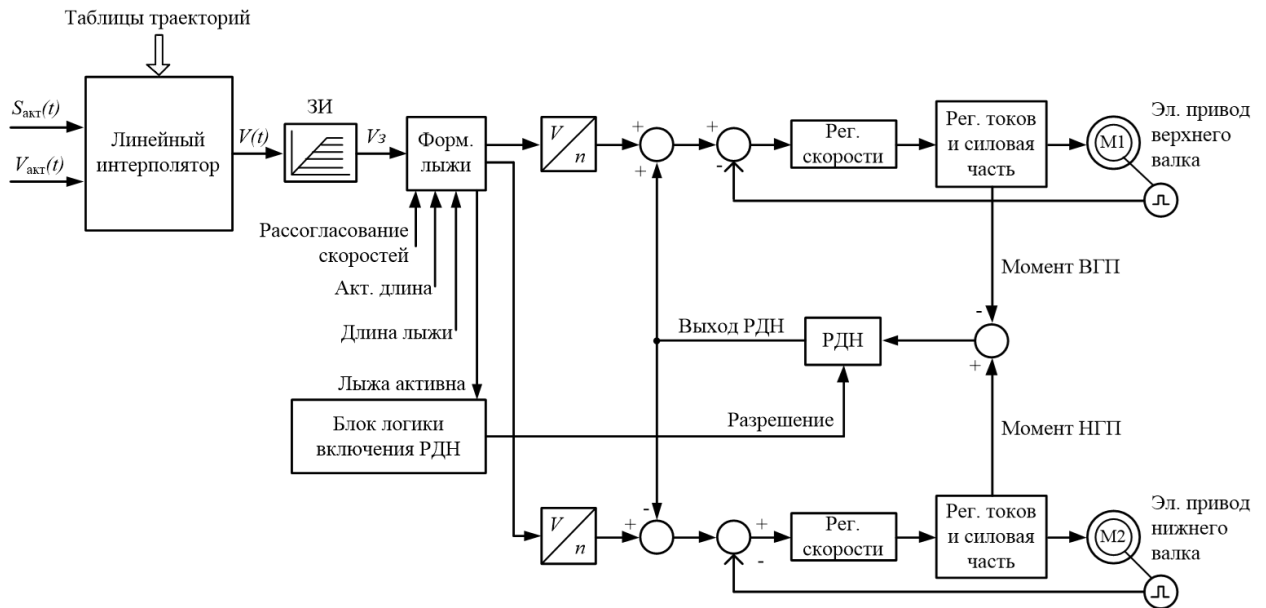 Таблицы траекторий
Sакт(t)
Vакт(t)
Линейный
интерполятор
V(t)
ЗИ
Vз
Форм.
лыжи
Рассогласование
скоростей
Акт. длина
Длина лыжи
Лыжа активна
Блок логики
включения РДН
V
n
+
+
+
-
Рег.
скорости
Рег. токов
и силовая
часть
М1
Эл. привод
верхнего
валка
Момент ВГП
-
Выход РДН
РДН
+
Разрешение
Момент НГП
V
n
-
+
+
-
Рег.
скорости
Рег. токов
и силовая
часть
М2
Эл. привод
нижнего
валка